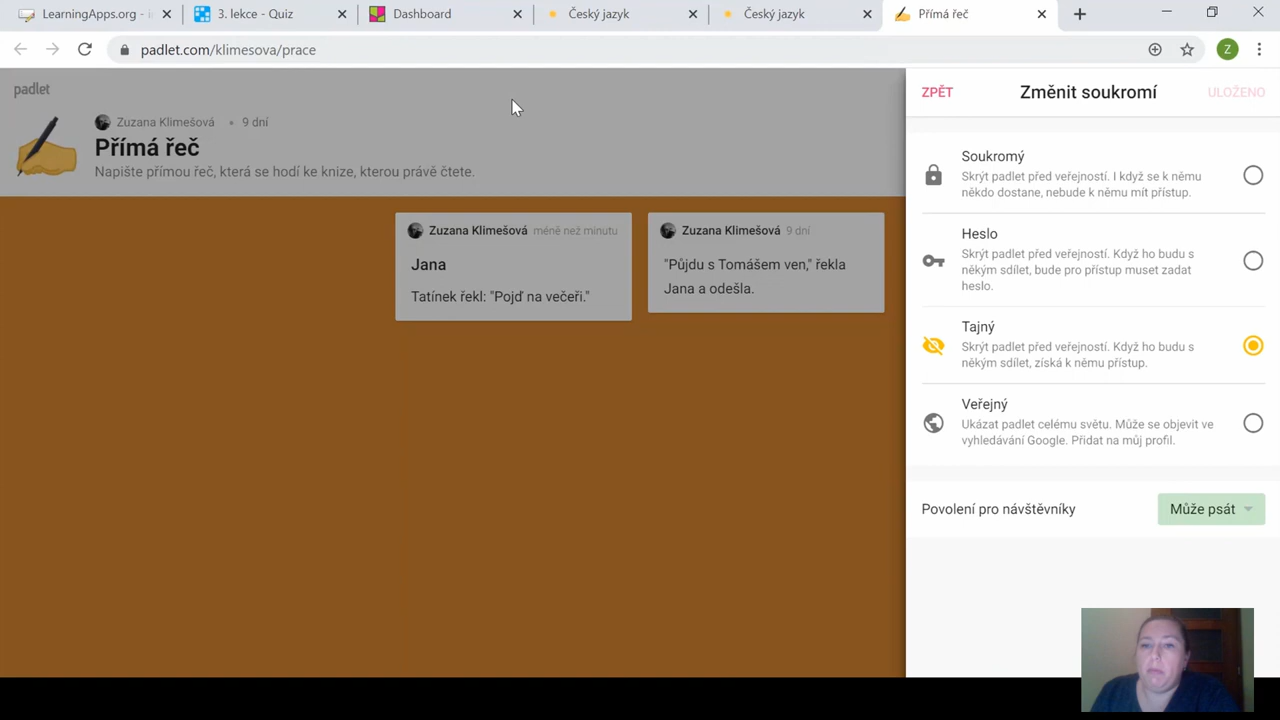 LearningApps.org - i
3. lekce - Quiz
Dashboard
Český jazyk
Český jazyk
Přímá řeč
padlet.com/klimesova/prace
Z
padlet
Zuzana Klimešová • 9 dní
Přímá řeč
Napište přímou řeč, která se hodí ke knize, kterou právě čtete.
Zuzana Klimešová méně než minutu
Jana
Tatínek řekl: "Pojď na večeři."
Zuzana Klimešová 9 dní
"Půjdu s Tomášem ven," řekla
Jana a odešla.
ZPĚT
Změnit soukromí
ULOŽENO
Soukromý
Skrýt padlet před veřejností. I když se k němu
někdo dostane, nebude k němu mít přístup.
Heslo
Skrýt padlet před veřejností. Když ho budu s
někým sdílet, bude pro přístup muset zadat
heslo.
Tajný
Skrýt padlet před veřejností. Když ho budu s
někým sdílet, získá k němu přístup.
Veřejný
Ukázat padlet celému světu. Může se objevit ve
vyhledávání Google. Přidat na můj profil.
Povolení pro návštěvníky
Může psát